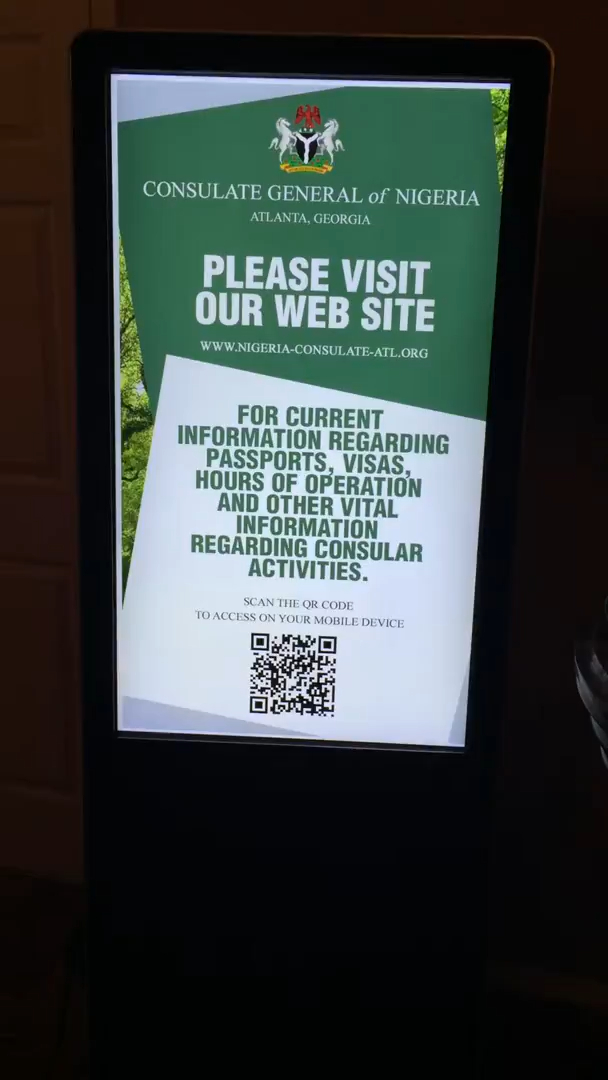 CONSULATE GENERAL of NIGERIA
ATLANTA, GEORGIA
PLEASE VISIT
OUR WEB SITE
WWW.NIGERIA-CONSULATE-ATL.ORG
FOR CURRENT
INFORMATION REGARDING
PASSPORTS, VISAS,
HOURS OF OPERATION
AND OTHER VITAL
INFORMATION
REGARDING CONSULAR
ACTIVITIES.
SCAN THE QR CODE
TO ACCESS ON YOUR MOBILE DEVICE